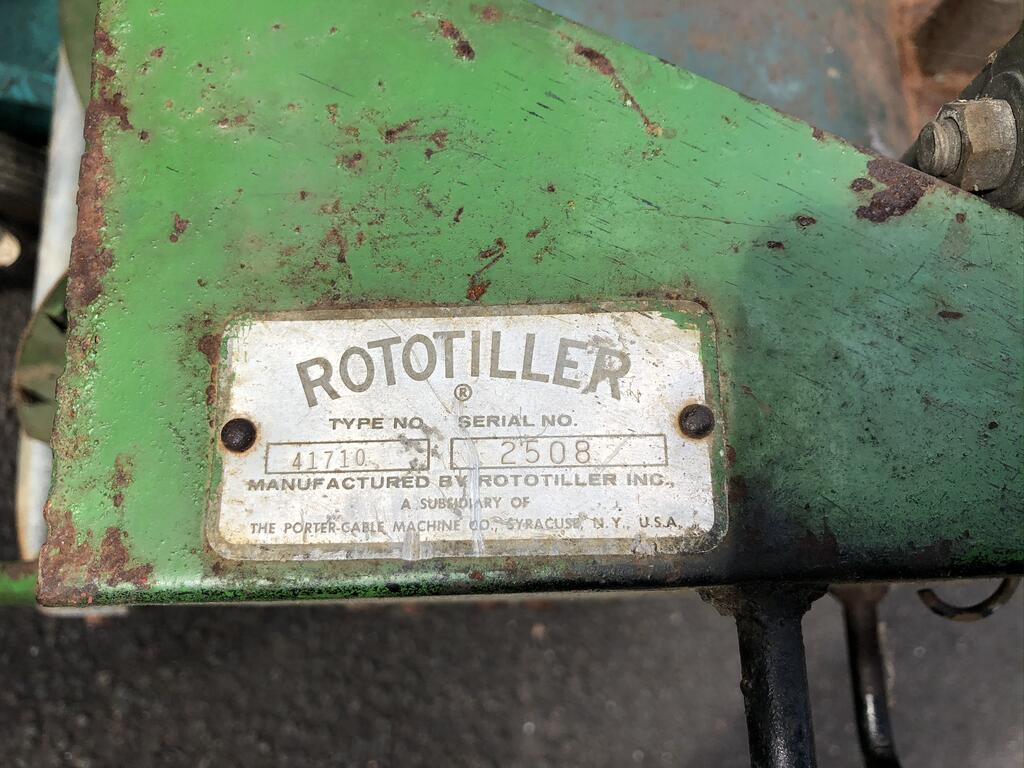 ROTOTILLER
®
TYPE NO. SERIAL NO.
41710 2508
MANUFACTURED BY ROTOTILLER INC.,
A SUBSIDIARY OF
THE PORTER-CABLE MACHINE CO., SYRACUSE, N.Y., U.S.A.